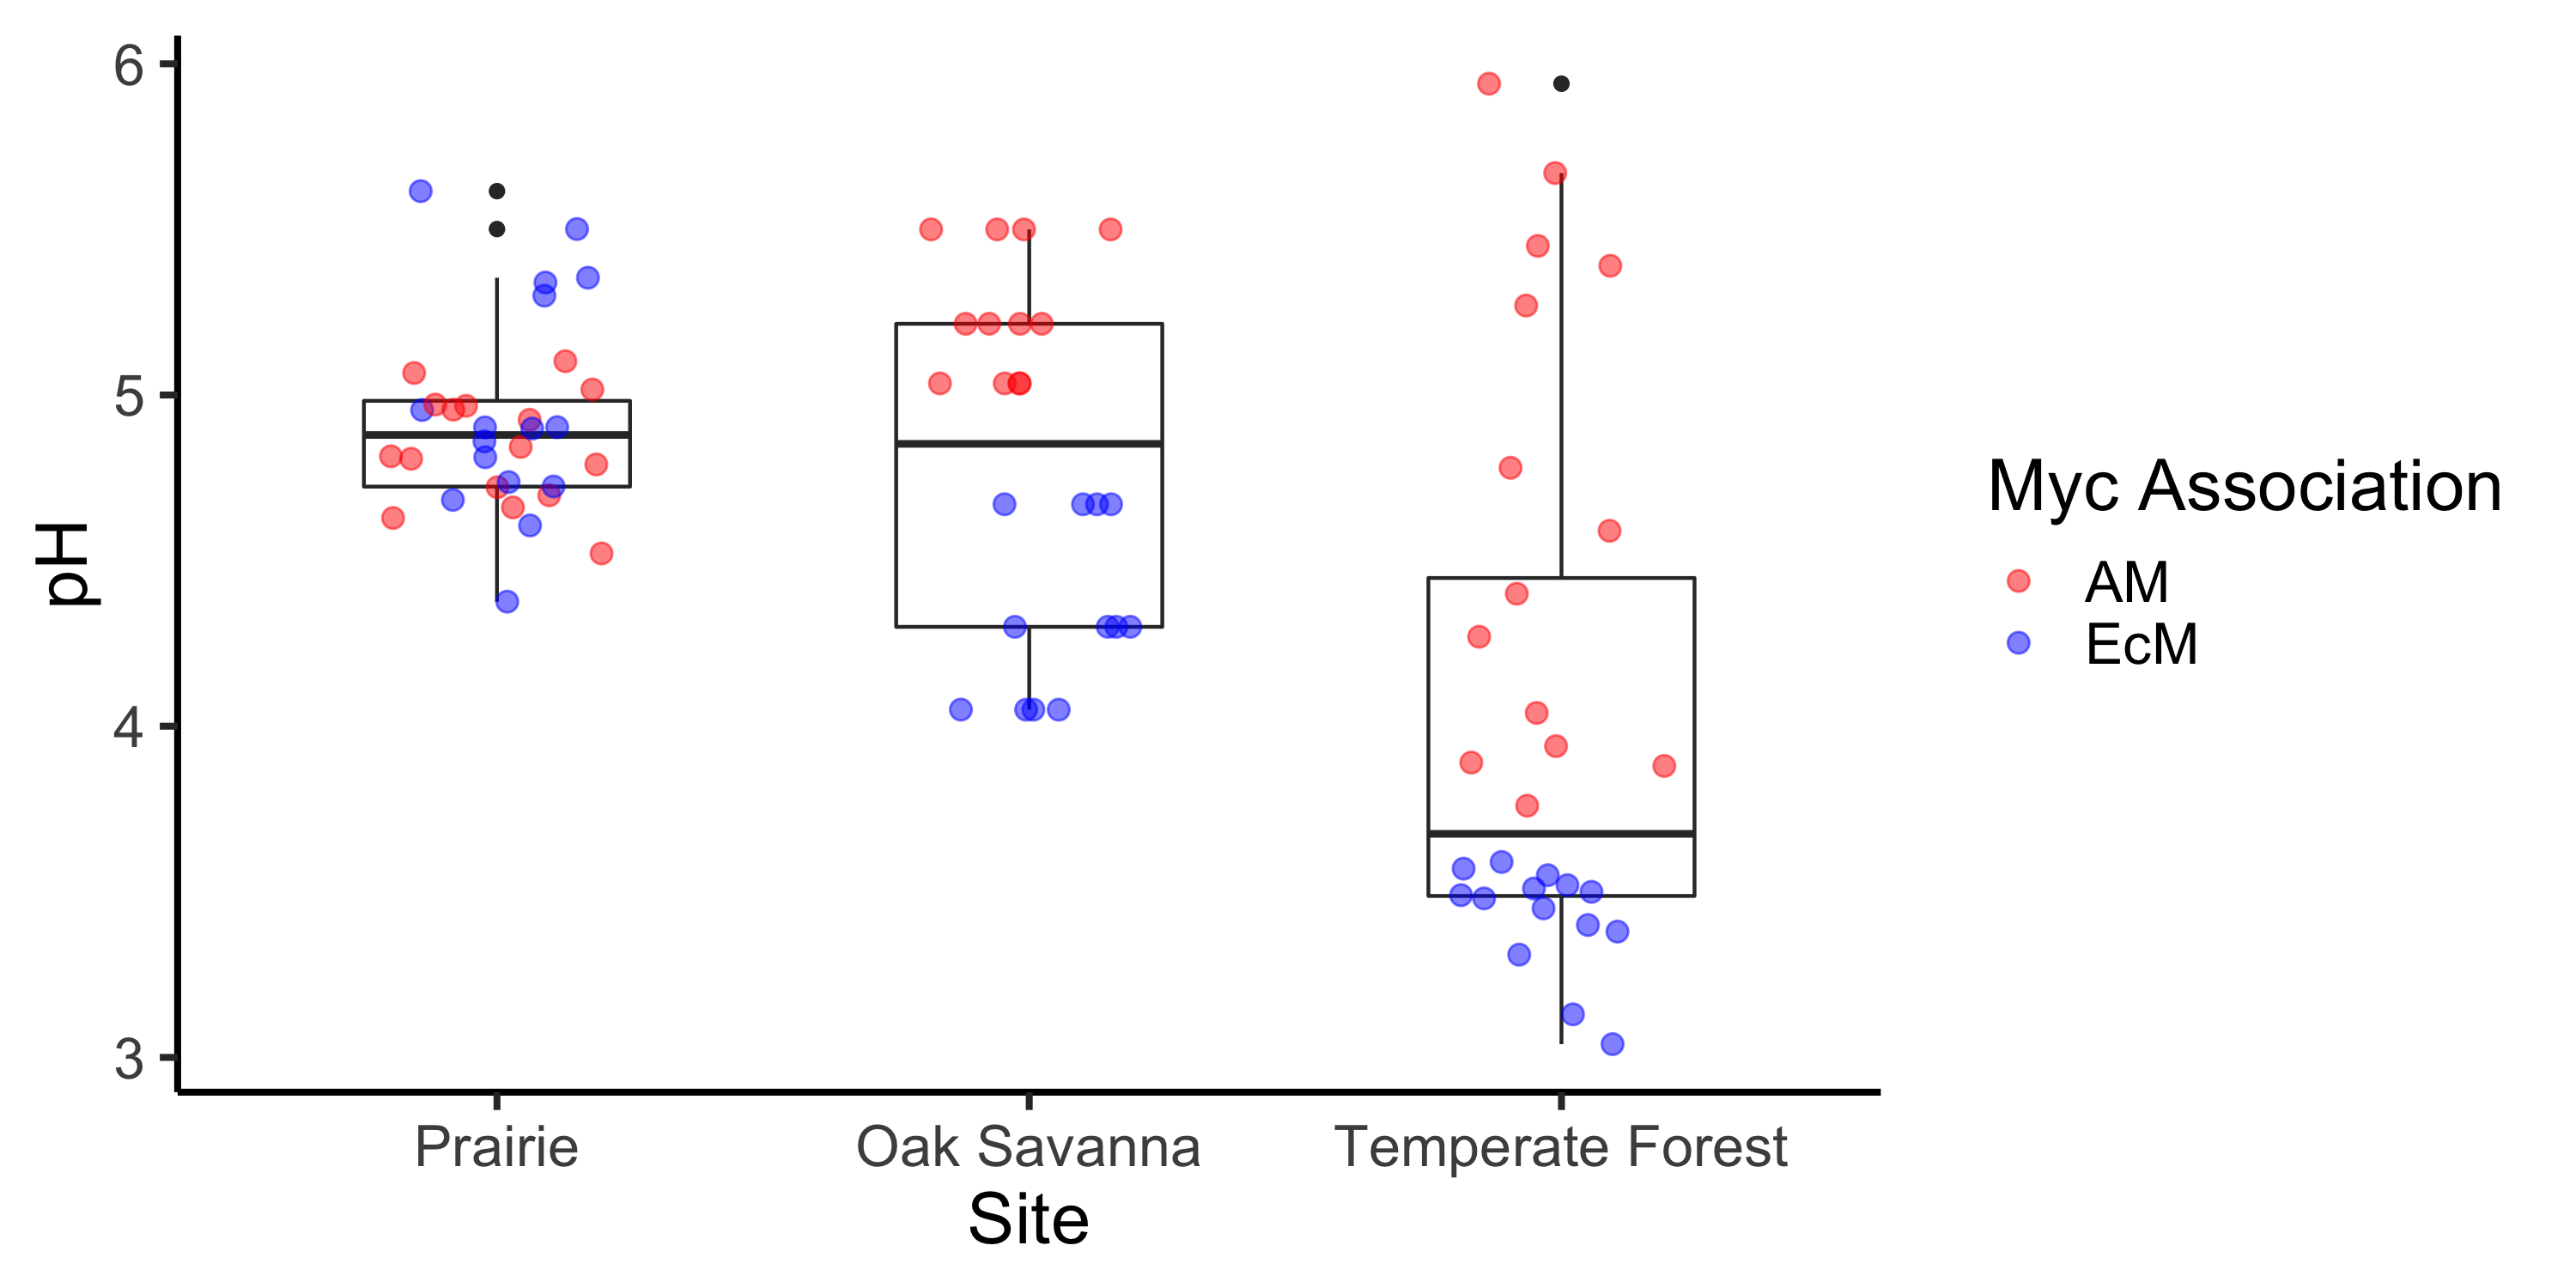 6
5
4
3
pH
Prairie
Oak Savanna
Temperate Forest
Site
Myc Association
AM
EcM